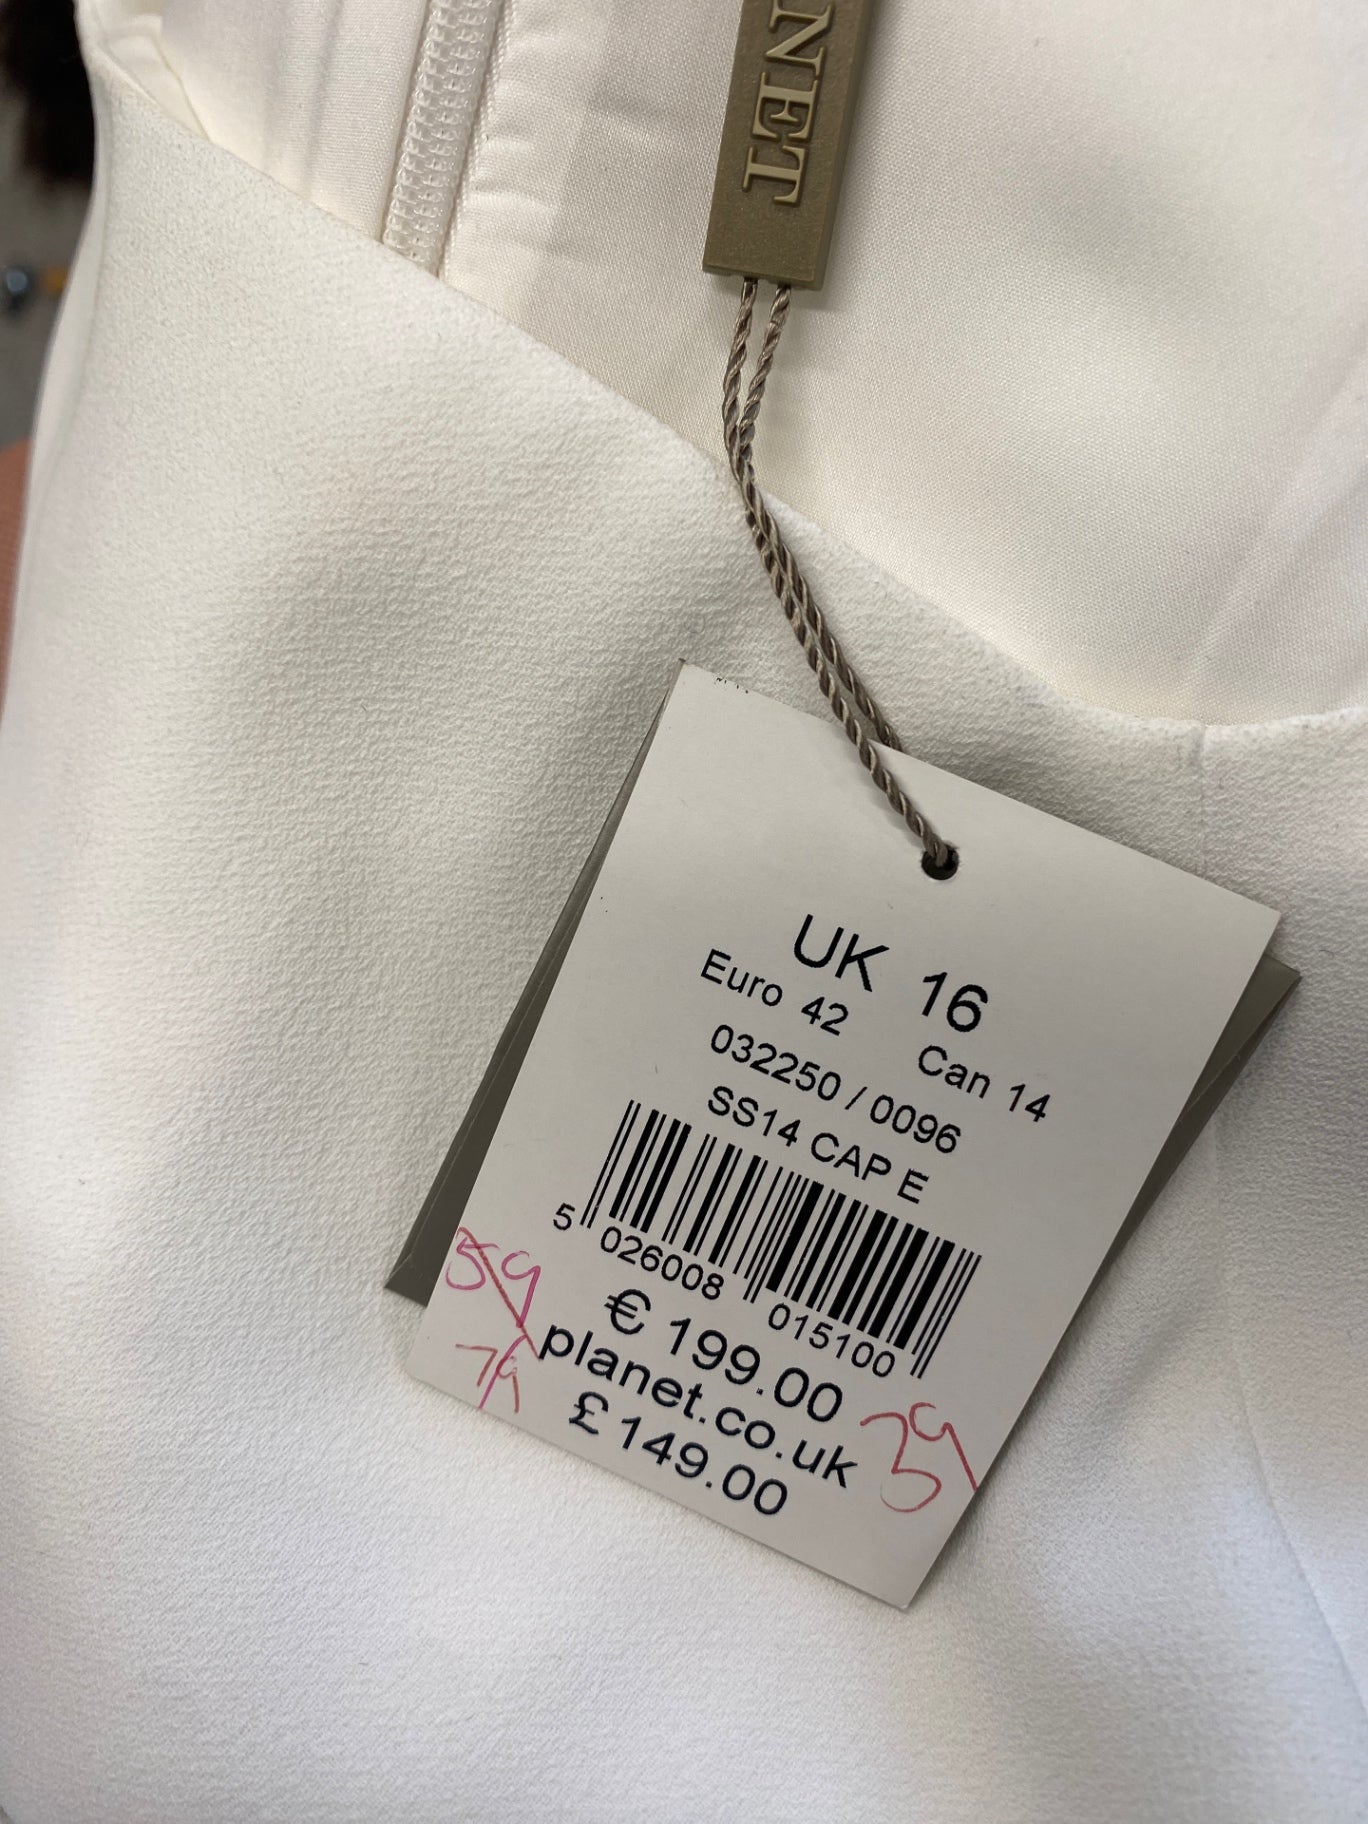 NET
UK 16
Euro 42 Can 14
032250 / 0096
SS14 CAP E
5 026008 015100
59
€ 199.00
79
planet.co.uk
39
£ 149.00